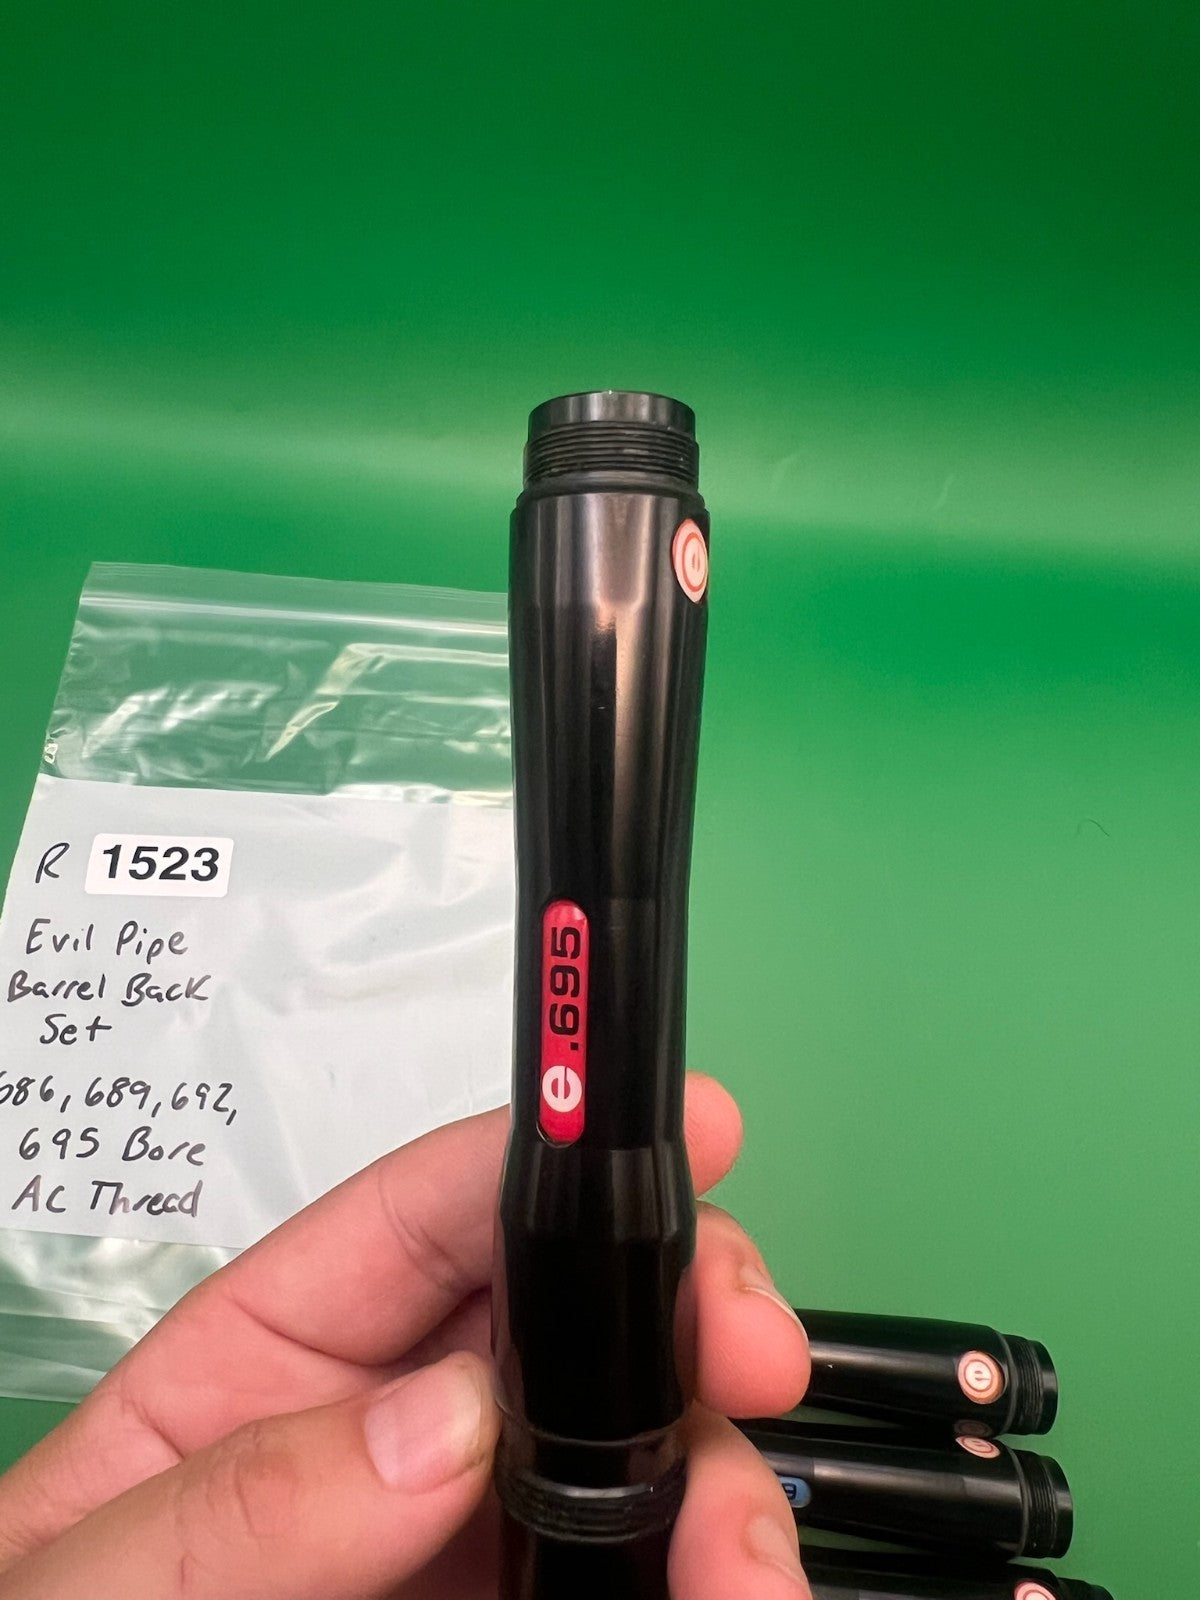 R 1523
Evil Pipe
Barrel Back
Set
686, 689, 692,
695 Bore
AC Thread
e .695
e
e
e